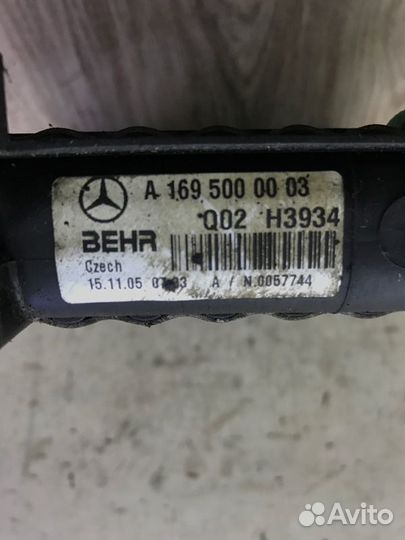 A 169 500 00 03
Q02 H3934
BEHR
Czech
15.11.05 A / N.0057744
Avito